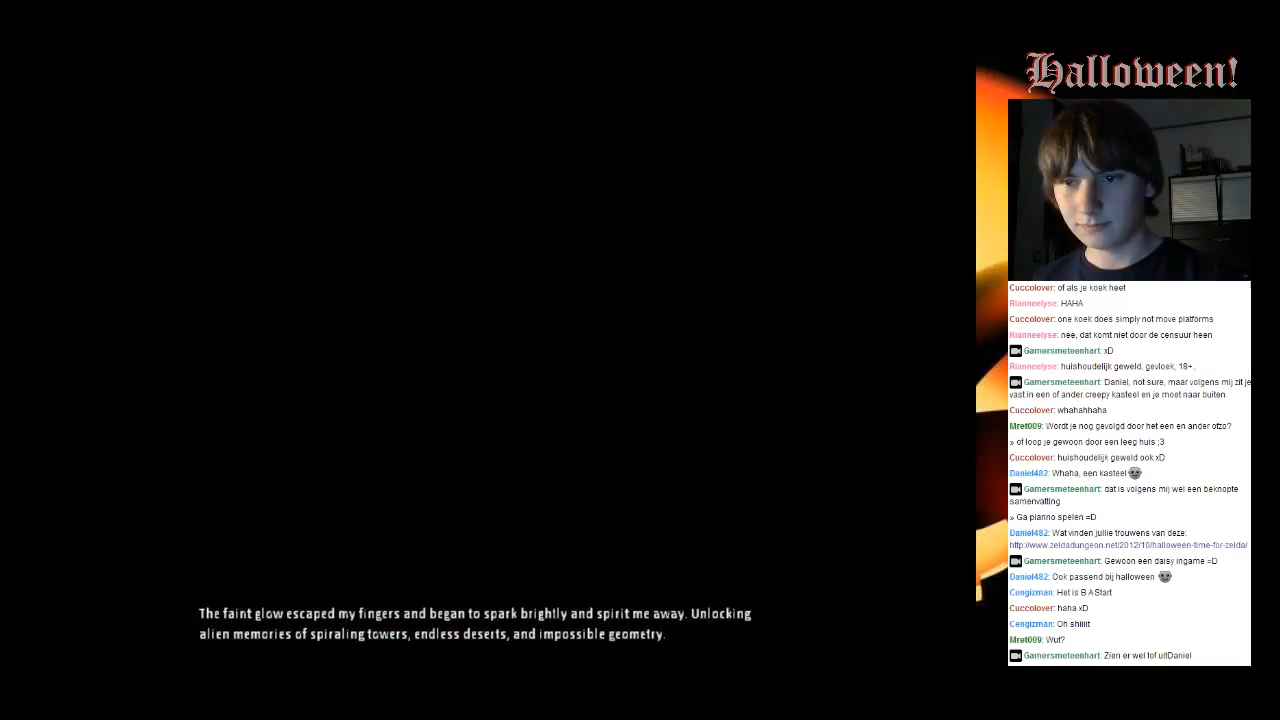 Halloween!
Cuccolover: of als je koek heet
Rianneelyse: HAHA
Cuccolover: one koek does simply not move platforms
Rianneelyse: nee, dat komt niet door de censuur heen
Gamersmeteenhart: xD
Rianneelyse: huishoudelijk geweld, gevloek, 18+..
Gamersmeteenhart: Daniel, not sure, maar volgens mij zit je
vast in een of ander creepy kasteel en je moet naar buiten
Cuccolover: whahahhaha
Mret009: Wordt je nog gevolgd door het een en ander ofzo?
» of loop je gewoon door een leeg huis ;3
Cuccolover: huishoudelijk geweld ook xD
Daniel482: Whaha, een kasteel
Gamersmeteenhart: dat is volgens mij wel een beknopte
samenvatting
» Ga pianno spelen =D
Daniel482: Wat vinden jullie trouwens van deze:
http://www.zeldadungeon.net/2012/10/halloween-time-for-zelda/
Gamersmeteenhart: Gewoon een daisy ingame =D
Daniel482: Ook passend bij halloween
Cengizman: Het is B A Start
Cuccolover: haha xD
Cengizman: Oh shiiiit
Mret009: Wut?
Gamersmeteenhart: Zien er wel tof uitDaniel
The faint glow escaped my fingers and began to spark brightly and spirit me away. Unlocking
alien memories of spiraling towers, endless deserts, and impossible geometry.